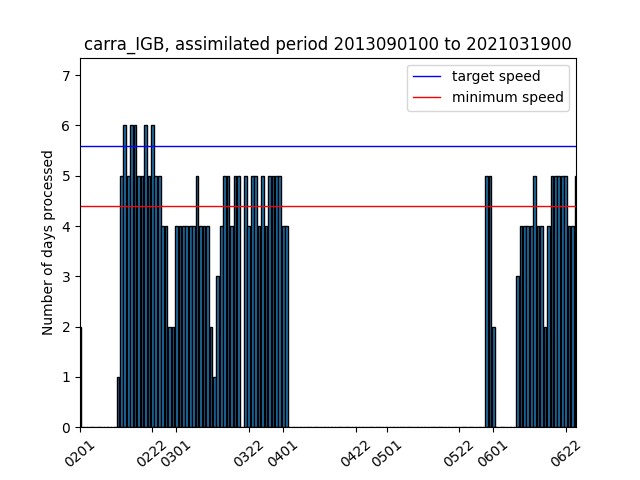 carra_IGB, assimilated period 2013090100 to 2021031900
target speed
minimum speed
Number of days processed
7
6
5
4
3
2
1
0
0201 0222 0301 0322 0401 0422 0501 0522 0601 0622